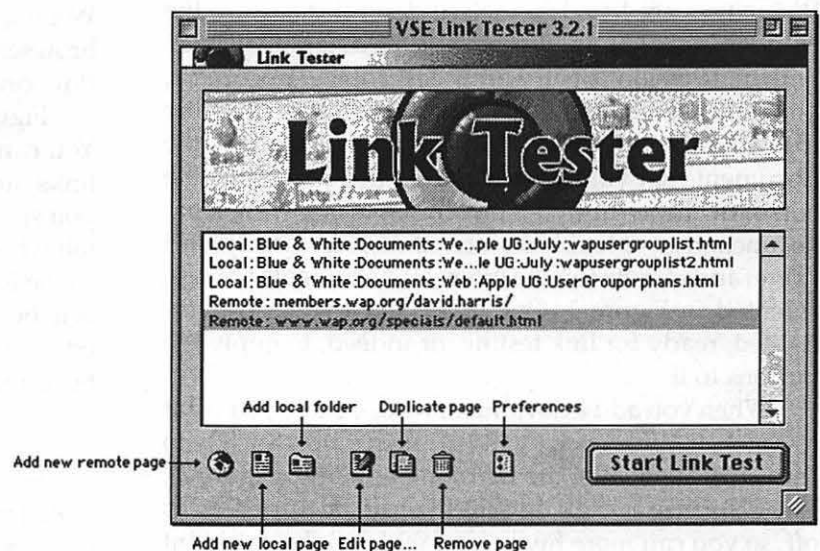 VSE Link Tester 3.2.1
Link Tester
Link Tester
http://vse
Local:Blue & White:Documents:We...ple UG:July:wapusergrouplist.html
Local:Blue & White:Documents:We...le UG:July:wapusergrouplist2.html
Local:Blue & White:Documents:Web:Apple UG:UserGrouporphans.html
Remote: members.wap.org/david.harris/
Remote: www.wap.org/specials/default.html
Add local folder Duplicate page Preferences
Add new remote page
Start Link Test
Add new local page Edit page... Remove page